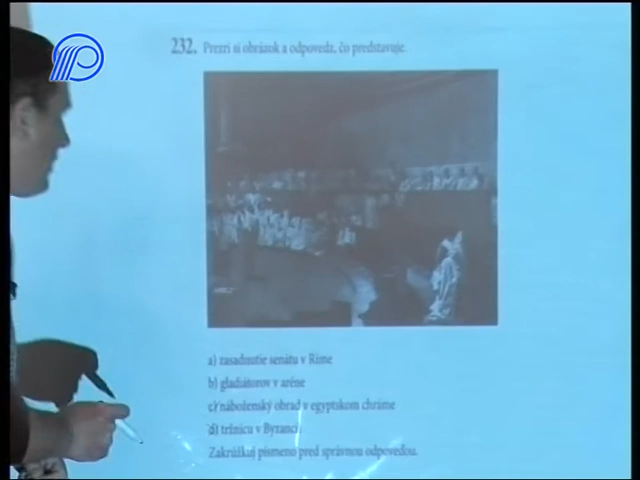 232. Prezri si obrázok a odpovedz, čo predstavuje.
a) zasadnutie senátu v Ríme
b) gladiátorov v aréne
c) náboženský obrad v egyptskom chráme
d) tržnicu v Byzanci
Zakrúžkuj písmeno pred správnou odpoveďou.